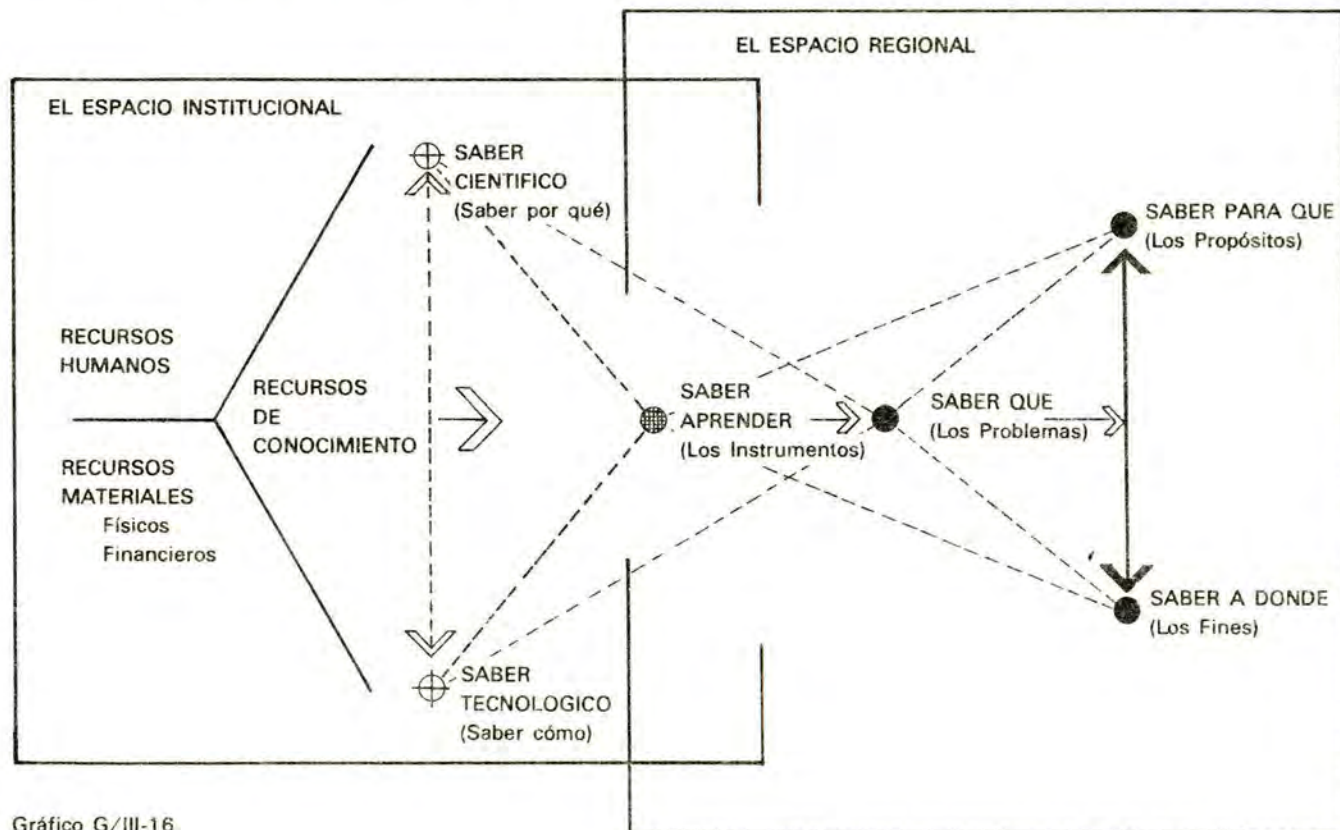 EL ESPACIO REGIONAL
EL ESPACIO INSTITUCIONAL
SABER
CIENTIFICO
(Saber por qué)
SABER PARA QUE
(Los Propósitos)
RECURSOS
HUMANOS
RECURSOS
DE
CONOCIMIENTO
SABER
APRENDER
(Los Instrumentos)
SABER QUE
(Los Problemas)
RECURSOS
MATERIALES
Físicos
Financieros
SABER A DONDE
(Los Fines)
SABER
TECNOLOGICO
(Saber cómo)
Gráfico G/III-16.